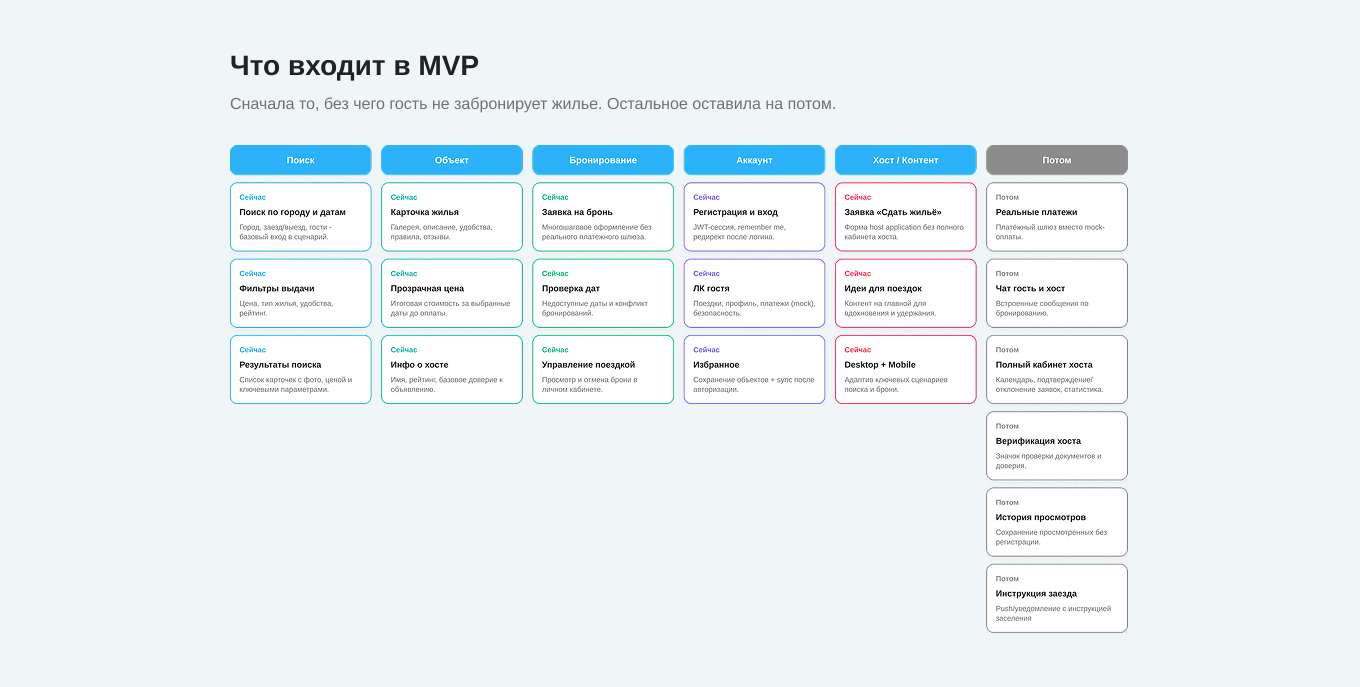 Что входит в MVP
Сначала то, без чего гость не забронирует жилье. Остальное оставила на потом.
Поиск
Сейчас
Поиск по городу и датам
Город, заезд/выезд, гости -
базовый вход в сценарий.
Сейчас
Фильтры выдачи
Цена, тип жилья, удобства,
рейтинг.
Сейчас
Результаты поиска
Список карточек с фото, ценой и
ключевыми параметрами.
Объект
Сейчас
Карточка жилья
Галерея, описание, удобства,
правила, отзывы.
Сейчас
Прозрачная цена
Итоговая стоимость за выбранные
даты до оплаты.
Сейчас
Инфо о хосте
Имя, рейтинг, базовое доверие к
объявлению.
Бронирование
Сейчас
Заявка на бронь
Многошаговое оформление без
реального платежного шлюза.
Сейчас
Проверка дат
Недоступные даты и конфликт
бронирований.
Сейчас
Управление поездкой
Просмотр и отмена брони в
личном кабинете.
Аккаунт
Сейчас
Регистрация и вход
JWT-сессия, remember me,
редирект после логина.
Сейчас
ЛК гостя
Поездки, профиль, платежи (mock),
безопасность.
Сейчас
Избранное
Сохранение объектов + sync после
авторизации.
Хост / Контент
Сейчас
Заявка «Сдать жильё»
Форма host application без полного
кабинета хоста.
Сейчас
Идеи для поездок
Контент на главной для
вдохновения и удержания.
Сейчас
Desktop + Mobile
Адаптив ключевых сценариев
поиска и брони.
Потом
Потом
Реальные платежи
Платёжный шлюз вместо mock-
оплаты.
Потом
Чат гость и хост
Встроенные сообщения по
бронированию.
Потом
Полный кабинет хоста
Календарь, подтверждение/
отклонение заявок, статистика.
Потом
Верификация хоста
Значок проверки документов и
доверия.
Потом
История просмотров
Сохранение просмотренных без
регистрации.
Потом
Инструкция заезда
Push/уведомление с инструкцией
заселения